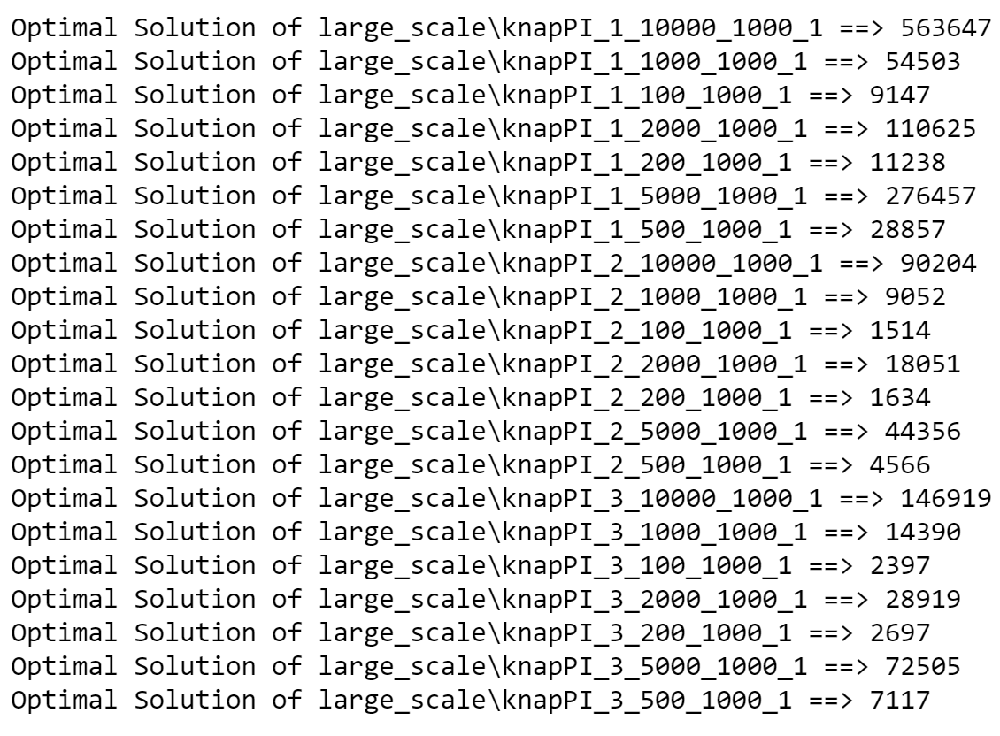 Optimal Solution of large_scale\knapPI_1_10000_1000_1 ==> 563647
Optimal Solution of large_scale\knapPI_1_1000_1000_1 ==> 54503
Optimal Solution of large_scale\knapPI_1_100_1000_1 ==> 9147
Optimal Solution of large_scale\knapPI_1_2000_1000_1 ==> 110625
Optimal Solution of large_scale\knapPI_1_200_1000_1 ==> 11238
Optimal Solution of large_scale\knapPI_1_5000_1000_1 ==> 276457
Optimal Solution of large_scale\knapPI_1_500_1000_1 ==> 28857
Optimal Solution of large_scale\knapPI_2_10000_1000_1 ==> 90204
Optimal Solution of large_scale\knapPI_2_1000_1000_1 ==> 9052
Optimal Solution of large_scale\knapPI_2_100_1000_1 ==> 1514
Optimal Solution of large_scale\knapPI_2_2000_1000_1 ==> 18051
Optimal Solution of large_scale\knapPI_2_200_1000_1 ==> 1634
Optimal Solution of large_scale\knapPI_2_5000_1000_1 ==> 44356
Optimal Solution of large_scale\knapPI_2_500_1000_1 ==> 4566
Optimal Solution of large_scale\knapPI_3_10000_1000_1 ==> 146919
Optimal Solution of large_scale\knapPI_3_1000_1000_1 ==> 14390
Optimal Solution of large_scale\knapPI_3_100_1000_1 ==> 2397
Optimal Solution of large_scale\knapPI_3_2000_1000_1 ==> 28919
Optimal Solution of large_scale\knapPI_3_200_1000_1 ==> 2697
Optimal Solution of large_scale\knapPI_3_5000_1000_1 ==> 72505
Optimal Solution of large_scale\knapPI_3_500_1000_1 ==> 7117